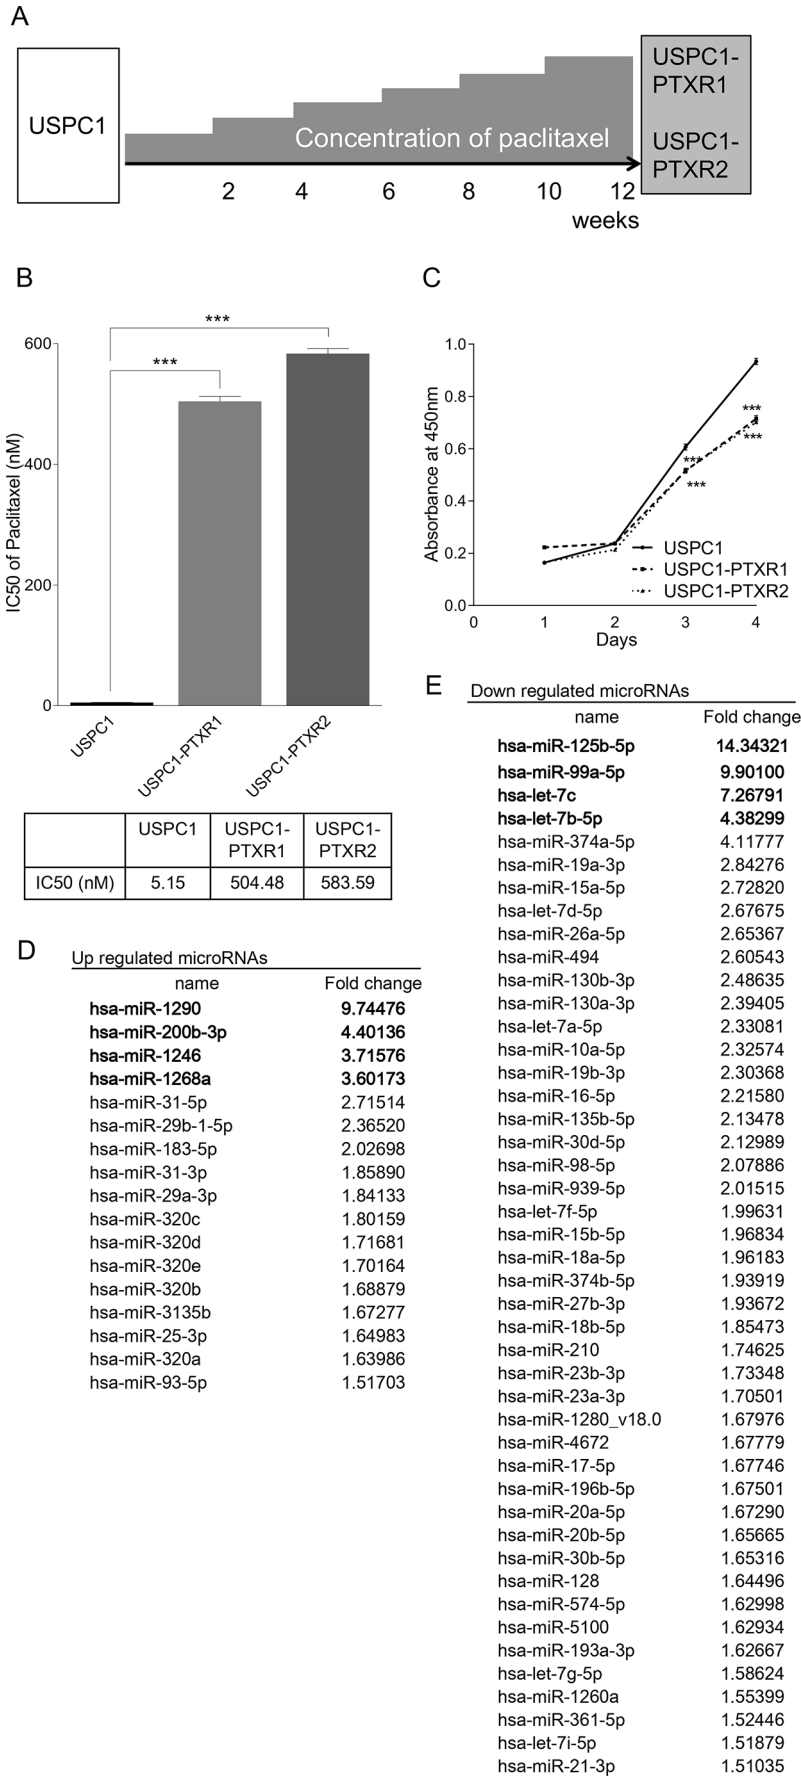 A
USPC1
Concentration of paclitaxel
USPC1-
PTXR1
USPC1-
PTXR2
2 4 6 8 10 12
weeks
B
***
***
600
400
200
0
IC50 of Paclitaxel (nM)
USPC1
USPC1-PTXR1
USPC1-PTXR2
USPC1 USPC1-PTXR1 USPC1-PTXR2
IC50 (nM) 5.15 504.48 583.59
C
1.0
0.8
0.6
0.4
0.2
0.0
Absorbance at 450nm
***
***
***
***
USPC1
USPC1-PTXR1
USPC1-PTXR2
0 1 2 3 4
Days
D
Up regulated microRNAs
name Fold change
hsa-miR-1290 9.74476
hsa-miR-200b-3p 4.40136
hsa-miR-1246 3.71576
hsa-miR-1268a 3.60173
hsa-miR-31-5p 2.71514
hsa-miR-29b-1-5p 2.36520
hsa-miR-183-5p 2.02698
hsa-miR-31-3p 1.85890
hsa-miR-29a-3p 1.84133
hsa-miR-320c 1.80159
hsa-miR-320d 1.71681
hsa-miR-320e 1.70164
hsa-miR-320b 1.68879
hsa-miR-3135b 1.67277
hsa-miR-25-3p 1.64983
hsa-miR-320a 1.63986
hsa-miR-93-5p 1.51703
E
Down regulated microRNAs
name Fold change
hsa-miR-125b-5p 14.34321
hsa-miR-99a-5p 9.90100
hsa-let-7c 7.26791
hsa-let-7b-5p 4.38299
hsa-miR-374a-5p 4.11777
hsa-miR-19a-3p 2.84276
hsa-miR-15a-5p 2.72820
hsa-let-7d-5p 2.67675
hsa-miR-26a-5p 2.65367
hsa-miR-494 2.60543
hsa-miR-130b-3p 2.48635
hsa-miR-130a-3p 2.39405
hsa-let-7a-5p 2.33081
hsa-miR-10a-5p 2.32574
hsa-miR-19b-3p 2.30368
hsa-miR-16-5p 2.21580
hsa-miR-135b-5p 2.13478
hsa-miR-30d-5p 2.12989
hsa-miR-98-5p 2.07886
hsa-miR-939-5p 2.01515
hsa-let-7f-5p 1.99631
hsa-miR-15b-5p 1.96834
hsa-miR-18a-5p 1.96183
hsa-miR-374b-5p 1.93919
hsa-miR-27b-3p 1.93672
hsa-miR-18b-5p 1.85473
hsa-miR-210 1.74625
hsa-miR-23b-3p 1.73348
hsa-miR-23a-3p 1.70501
hsa-miR-1280_v18.0 1.67976
hsa-miR-4672 1.67779
hsa-miR-17-5p 1.67746
hsa-miR-196b-5p 1.67501
hsa-miR-20a-5p 1.67290
hsa-miR-20b-5p 1.65665
hsa-miR-30b-5p 1.65316
hsa-miR-128 1.64496
hsa-miR-574-5p 1.62998
hsa-miR-5100 1.62934
hsa-miR-193a-3p 1.62667
hsa-let-7g-5p 1.58624
hsa-miR-1260a 1.55399
hsa-miR-361-5p 1.52446
hsa-let-7i-5p 1.51879
hsa-miR-21-3p 1.51035